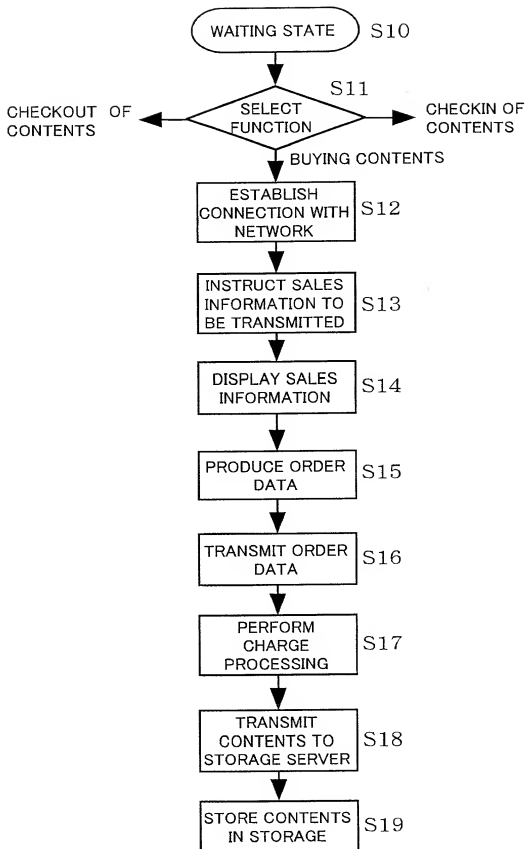 WAITING STATE
S10
S11
SELECT
FUNCTION
CHECKOUT OF
CONTENTS
CHECKIN OF
CONTENTS
BUYING CONTENTS
ESTABLISH
CONNECTION WITH
NETWORK
S12
INSTRUCT SALES
INFORMATION TO
BE TRANSMITTED
S13
DISPLAY SALES
INFORMATION
S14
PRODUCE ORDER
DATA
S15
TRANSMIT ORDER
DATA
S16
PERFORM
CHARGE
PROCESSING
S17
TRANSMIT
CONTENTS TO
STORAGE SERVER
S18
STORE CONTENTS
IN STORAGE
S19